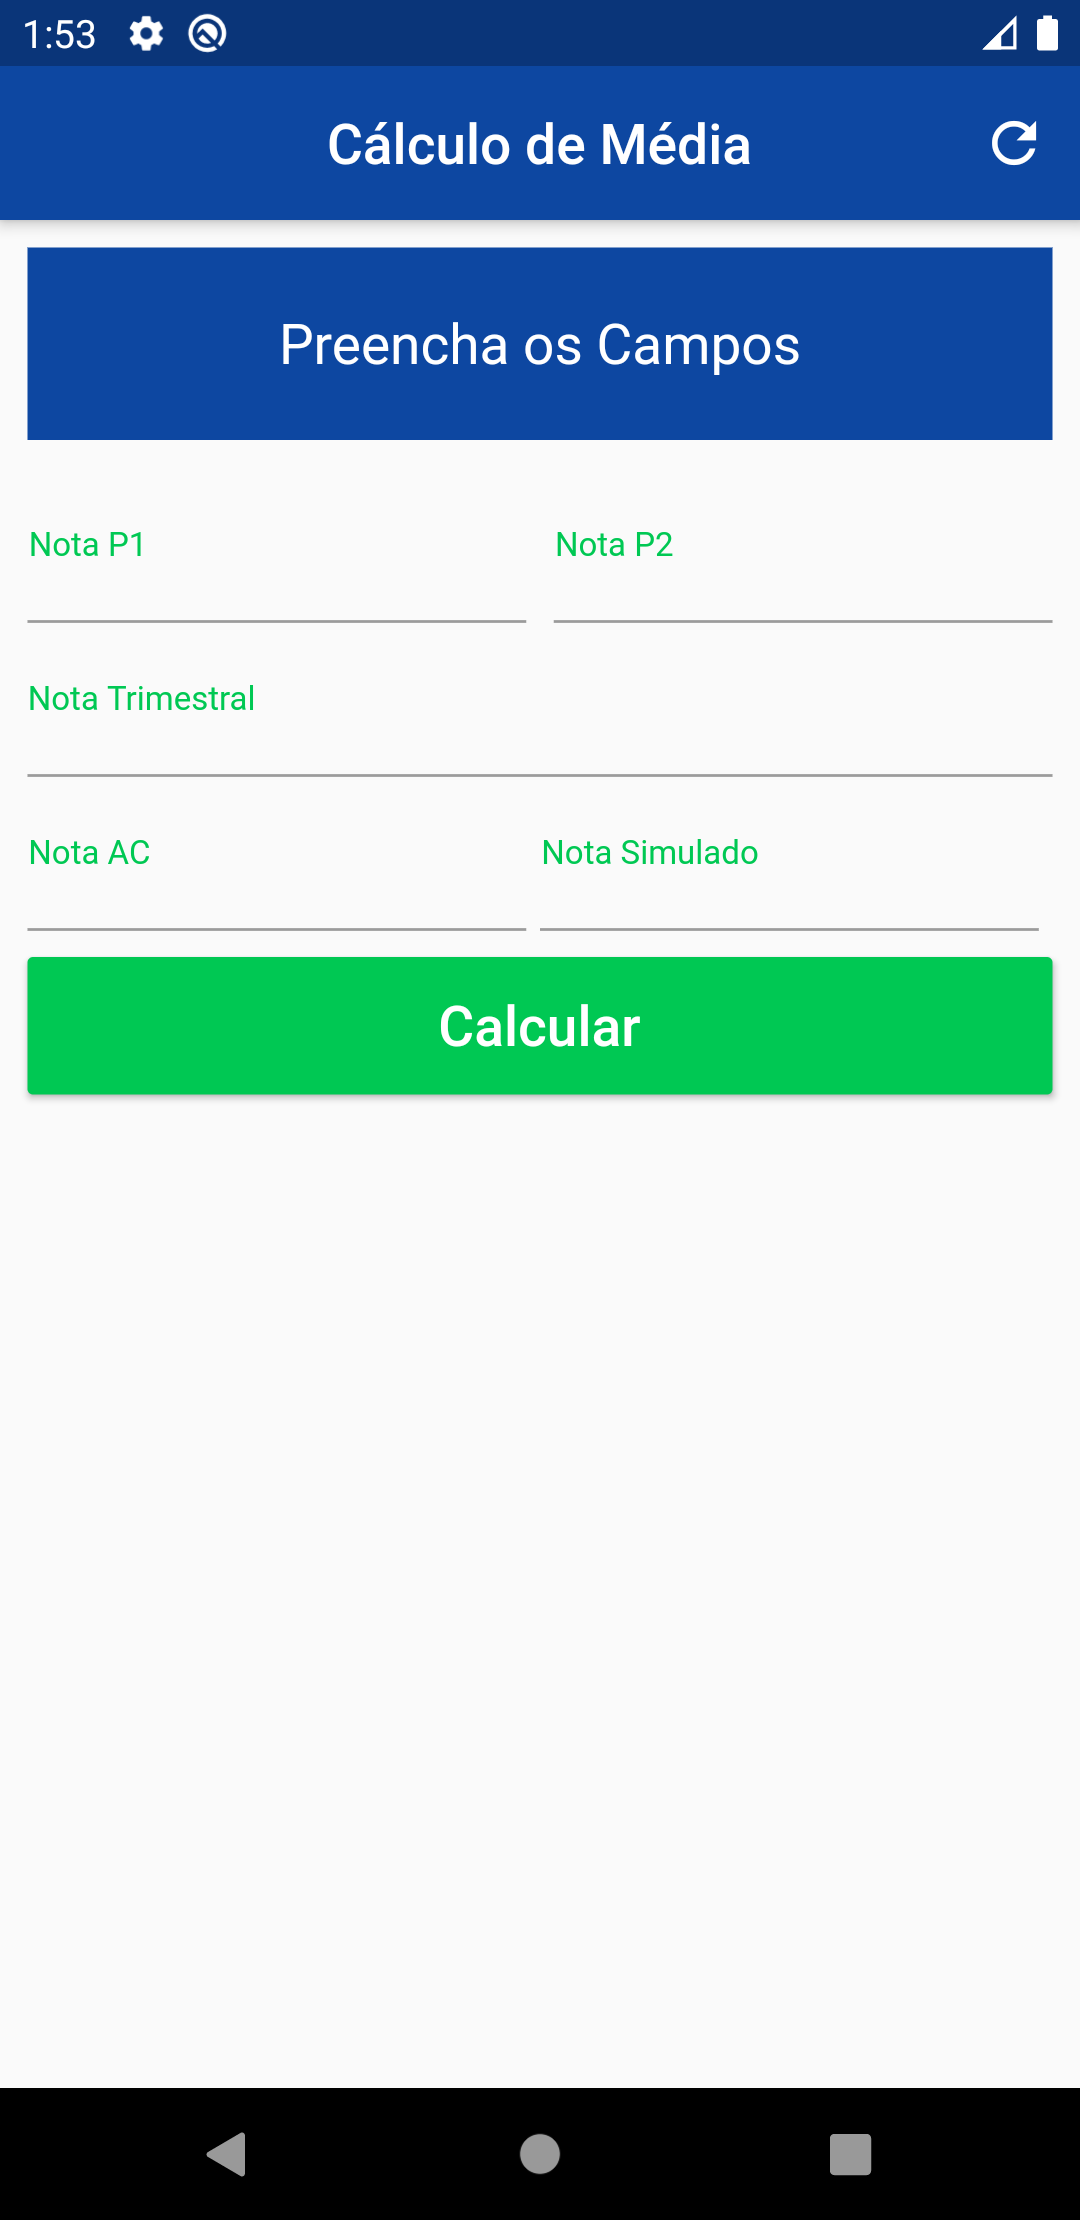 1:53
Cálculo de Média
Preencha os Campos
Nota P1 Nota P2
Nota Trimestral
Nota AC Nota Simulado
Calcular